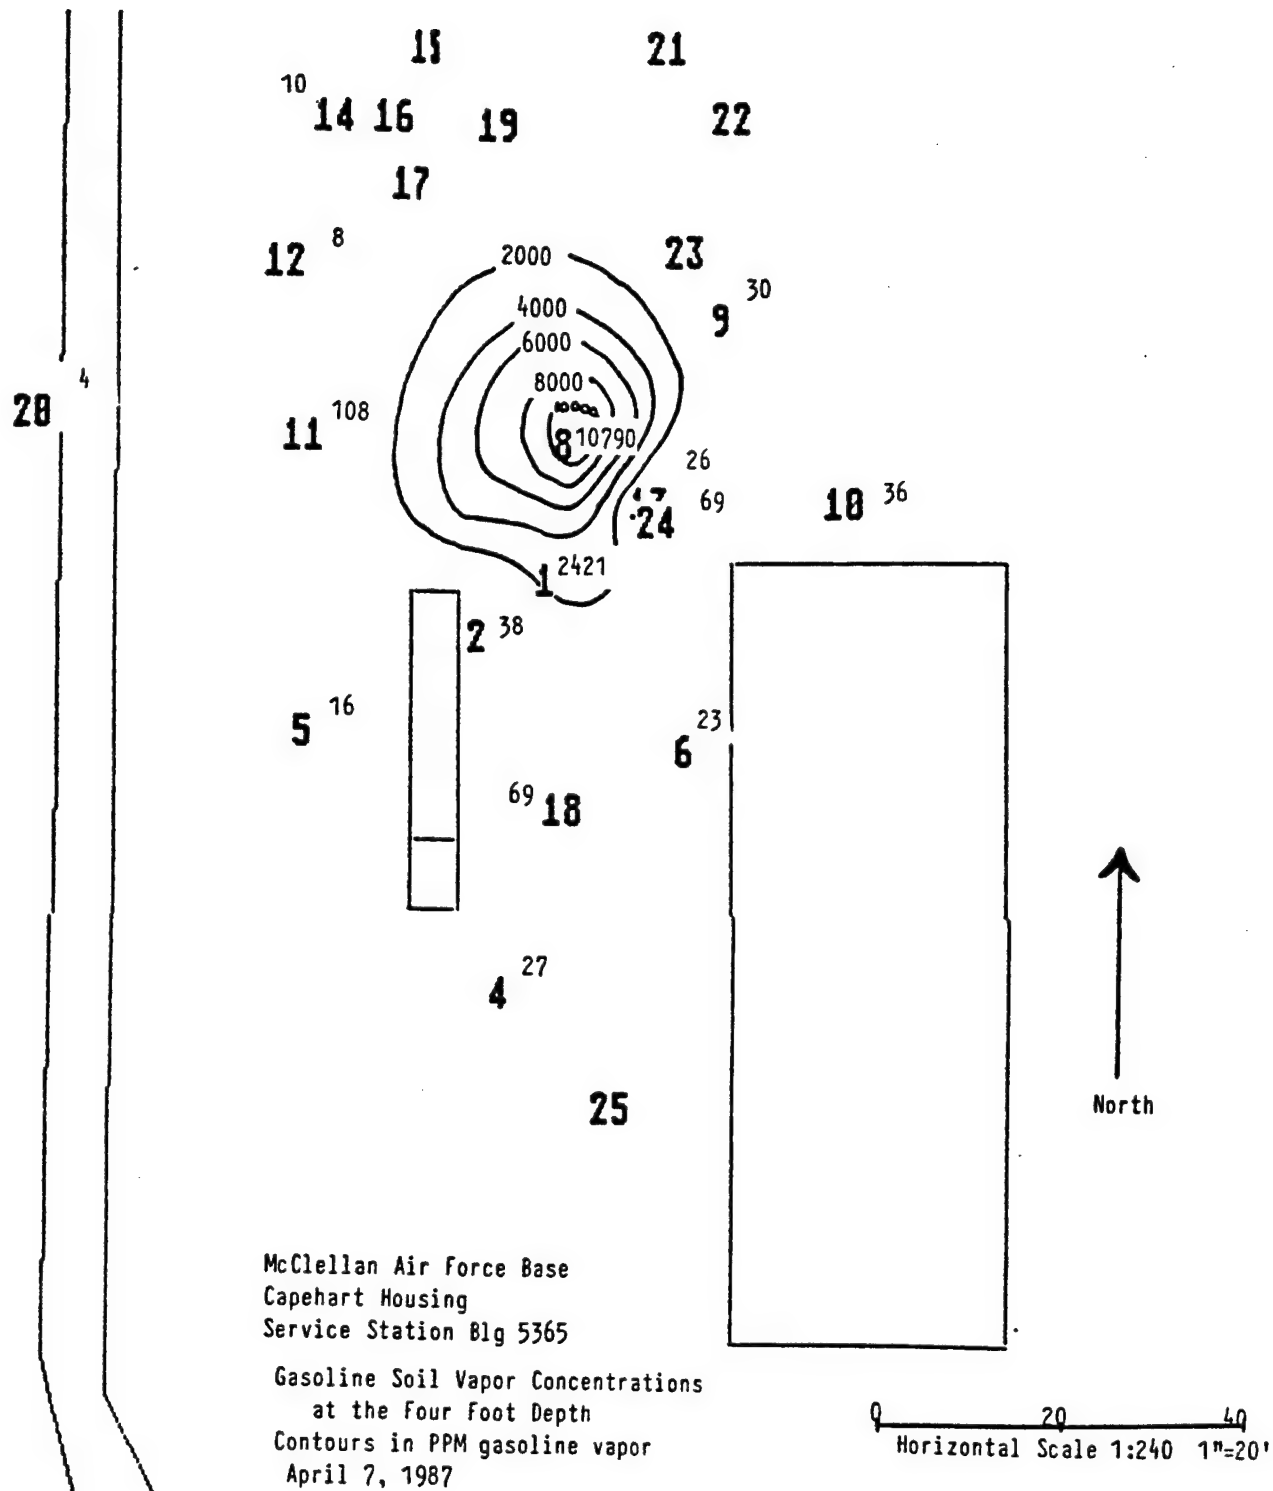 15 21
10
14 16 19 22
17
12 8 2000 23
30
4000 9
6000
4
8000
20 11 108 10000
8 10790
26
24 69 10 36
1 2421
2 38
16 23
5 6
69 18
27
4
25
North
McClellan Air Force Base
Capehart Housing
Service Station Blg 5365
Gasoline Soil Vapor Concentrations
at the Four Foot Depth
Contours in PPM gasoline vapor
April 7, 1987
0 20 40
Horizontal Scale 1:240 1"=20'